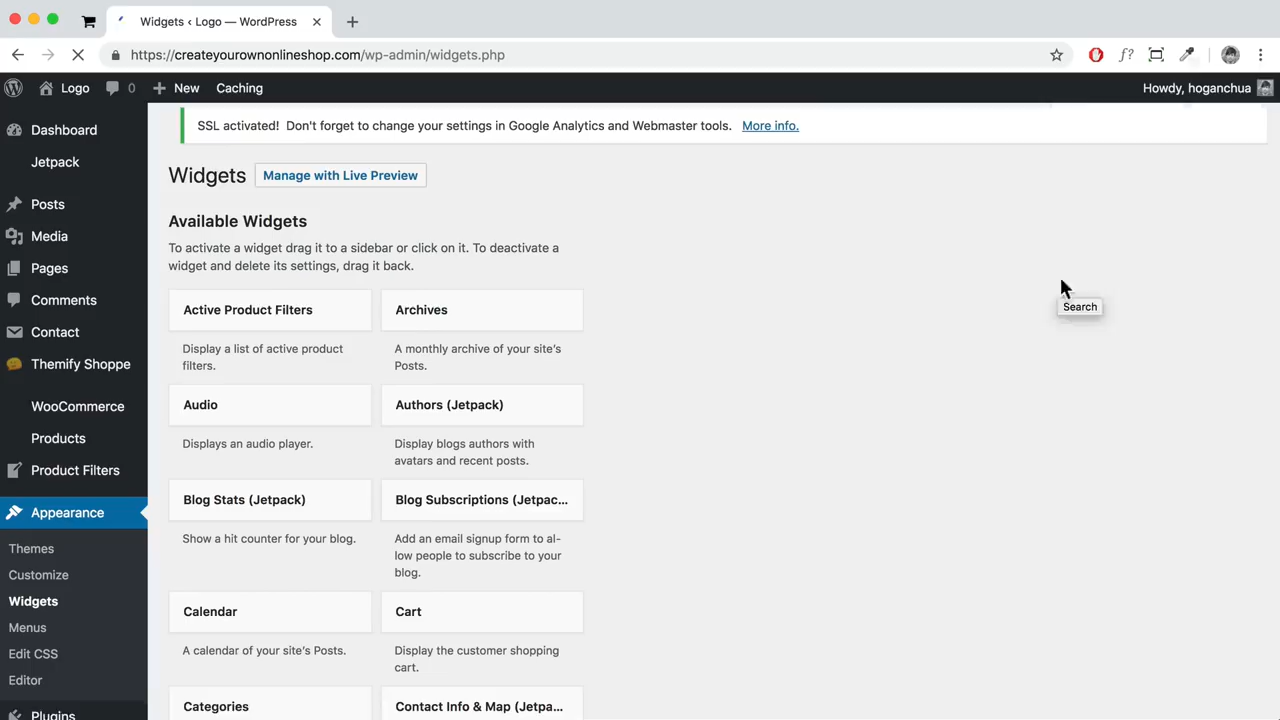 Widgets ‹ Logo — WordPress
https://createyourownonlineshop.com/wp-admin/widgets.php
f?
Logo
0
New
Caching
Howdy, hoganchua
Dashboard
Jetpack
Posts
Media
Pages
Comments
Contact
Themify Shoppe
WooCommerce
Products
Product Filters
Appearance
Themes
Customize
Widgets
Menus
Edit CSS
Editor
Plugins
SSL activated! Don't forget to change your settings in Google Analytics and Webmaster tools. More info.
Widgets
Manage with Live Preview
Available Widgets
To activate a widget drag it to a sidebar or click on it. To deactivate a
widget and delete its settings, drag it back.
Active Product Filters
Display a list of active product
filters.
Archives
A monthly archive of your site's
Posts.
Audio
Displays an audio player.
Authors (Jetpack)
Display blogs authors with
avatars and recent posts.
Blog Stats (Jetpack)
Show a hit counter for your blog.
Blog Subscriptions (Jetpac...
Add an email signup form to al-
low people to subscribe to your
blog.
Calendar
A calendar of your site's Posts.
Cart
Display the customer shopping
cart.
Categories
Contact Info & Map (Jetpa...
Search